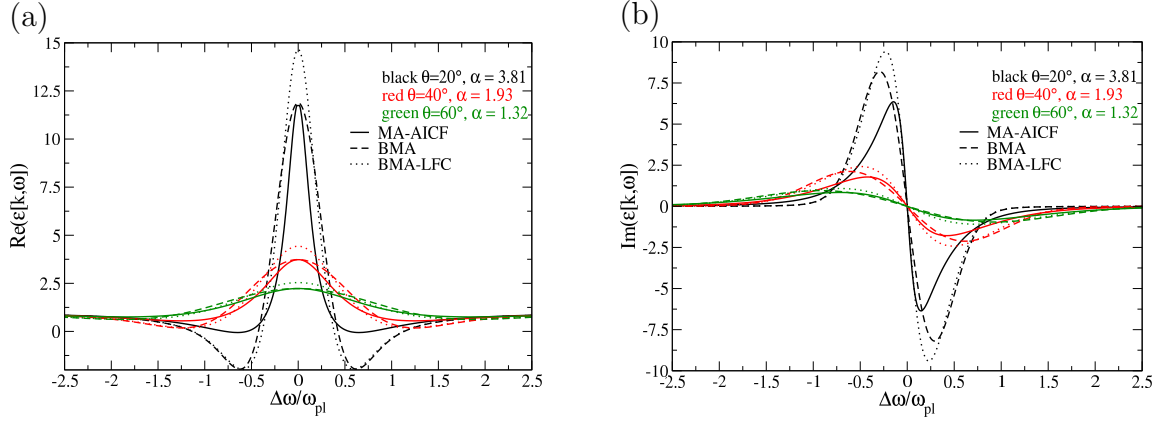 (a)
15
12.5
10
7.5
5
2.5
0
Re(ε[k,ω])
black θ=20°, α = 3.81
red θ=40°, α = 1.93
green θ=60°, α = 1.32
MA-AICF
BMA
BMA-LFC
-2.5 -2 -1.5 -1 -0.5 0 0.5 1 1.5 2 2.5
Δω/ω_pl
(b)
10
7.5
5
2.5
0
-2.5
-5
-7.5
-10
Im(ε[k,ω])
black θ=20°, α = 3.81
red θ=40°, α = 1.93
green θ=60°, α = 1.32
MA-AICF
BMA
BMA-LFC
-2.5 -2 -1.5 -1 -0.5 0 0.5 1 1.5 2 2.5
Δω/ω_pl